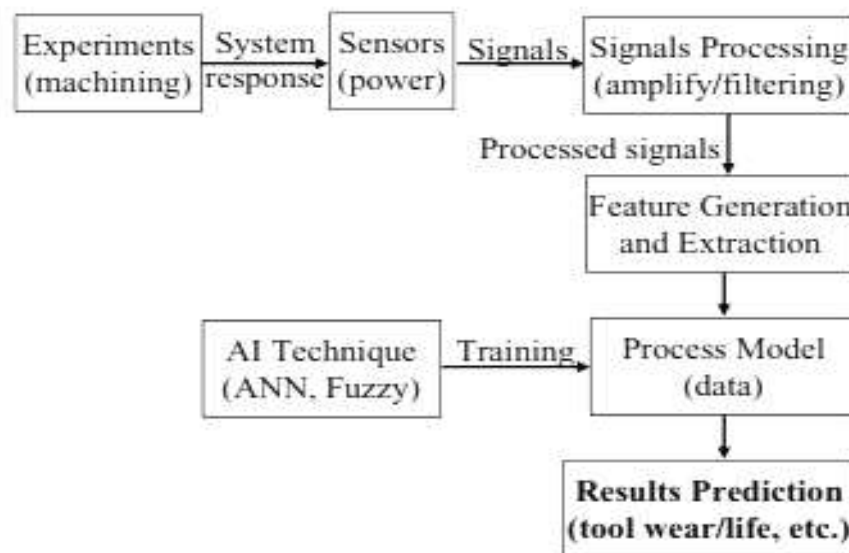 Experiments
(machining)
System
response
Sensors
(power)
Signals
Signals Processing
(amplify/filtering)
Processed signals
Feature Generation
and Extraction
AI Technique
(ANN, Fuzzy)
Training
Process Model
(data)
Results Prediction
(tool wear/life, etc.)